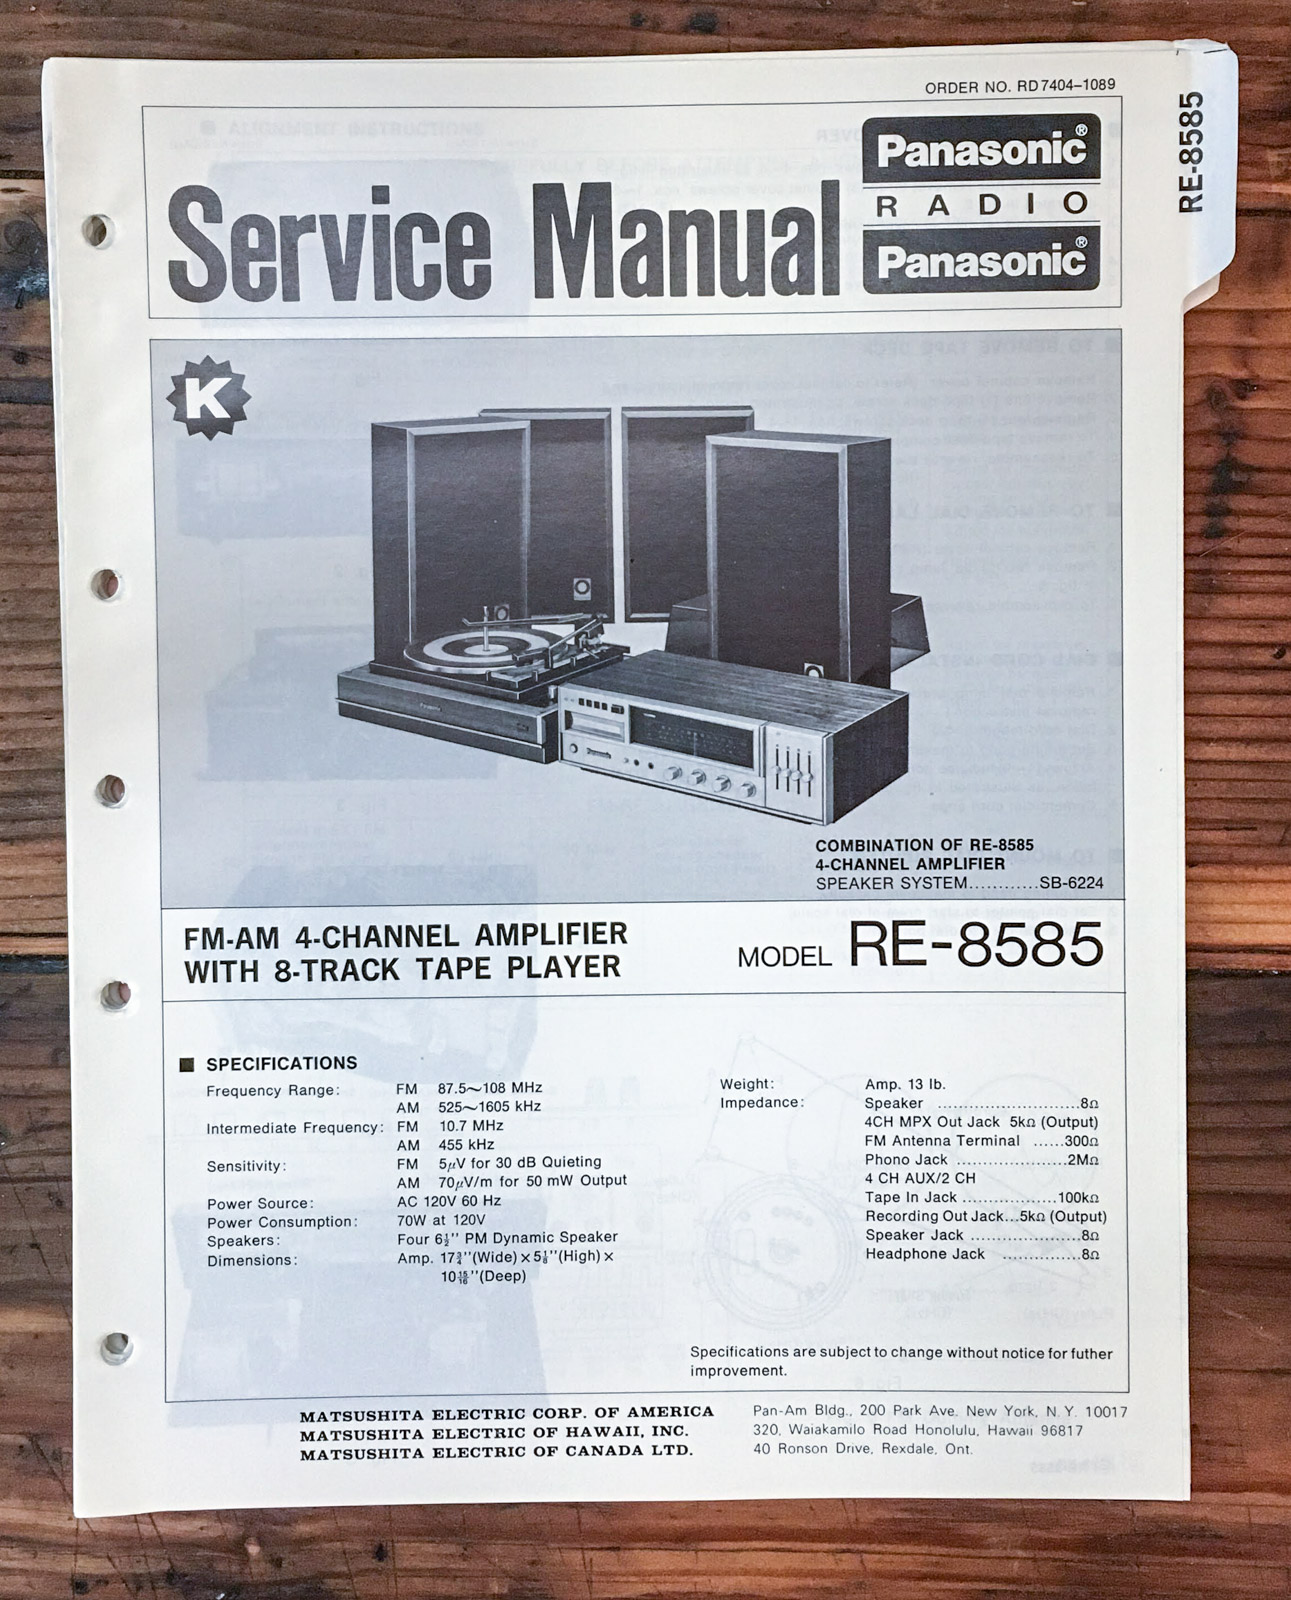 ORDER NO. RD7404-1089
RE-8585
Service Manual
Panasonic®
RADIO
Panasonic®
K
COMBINATION OF RE-8585
4-CHANNEL AMPLIFIER
SPEAKER SYSTEM............SB-6224
FM-AM 4-CHANNEL AMPLIFIER
WITH 8-TRACK TAPE PLAYER
MODEL RE-8585
■ SPECIFICATIONS
Frequency Range: FM 87.5~108 MHz
AM 525~1605 kHz
Intermediate Frequency: FM 10.7 MHz
AM 455 kHz
Sensitivity: FM 5μV for 30 dB Quieting
AM 70μV/m for 50 mW Output
Power Source: AC 120V 60 Hz
Power Consumption: 70W at 120V
Speakers: Four 6½" PM Dynamic Speaker
Dimensions: Amp. 17¾"(Wide)×5⅛"(High)×
10 15/16"(Deep)
Weight: Amp. 13 lb.
Impedance: Speaker ..........................8Ω
4CH MPX Out Jack 5kΩ (Output)
FM Antenna Terminal ......300Ω
Phono Jack ....................2MΩ
4 CH AUX/2 CH
Tape In Jack .................100kΩ
Recording Out Jack...5kΩ (Output)
Speaker Jack ....................8Ω
Headphone Jack ..............8Ω
Specifications are subject to change without notice for futher
improvement.
MATSUSHITA ELECTRIC CORP. OF AMERICA Pan-Am Bldg., 200 Park Ave. New York, N.Y. 10017
MATSUSHITA ELECTRIC OF HAWAII, INC. 320, Waiakamilo Road Honolulu, Hawaii 96817
MATSUSHITA ELECTRIC OF CANADA LTD. 40 Ronson Drive, Rexdale, Ont.